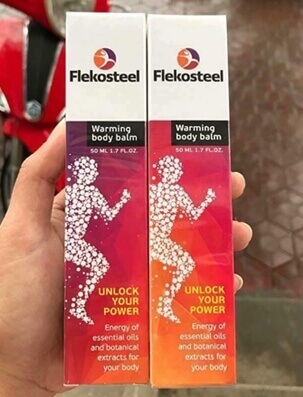 Flekosteel
Warming
body balm
50 ML 1.7 FL.OZ.
UNLOCK
YOUR
POWER
Energy of
essential oils
and botanical
extracts for
your body
Flekosteel
Warming
body balm
50 ML 1.7 FL.OZ.
UNLOCK
YOUR
POWER
Energy of
essential oils
and botanical
extracts for
your body